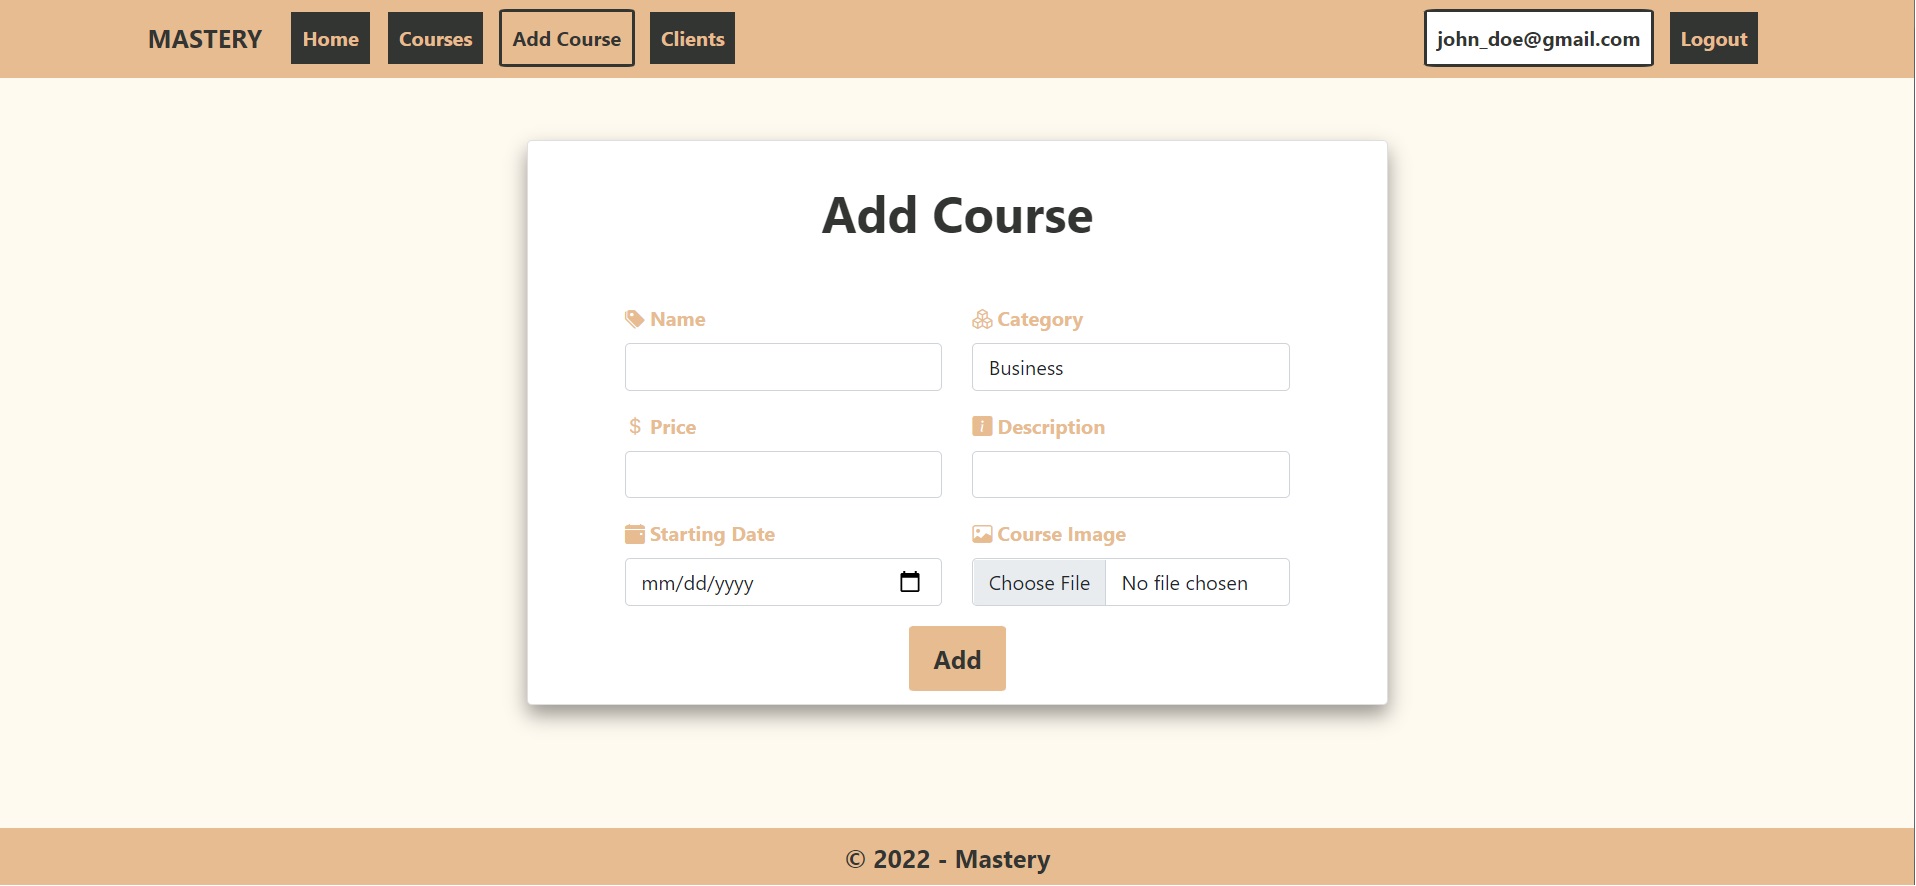 MASTERY Home Courses Add Course Clients john_doe@gmail.com Logout
Add Course
Name Category
Business
$ Price i Description
Starting Date Course Image
mm/dd/yyyy Choose File No file chosen
Add
© 2022 - Mastery